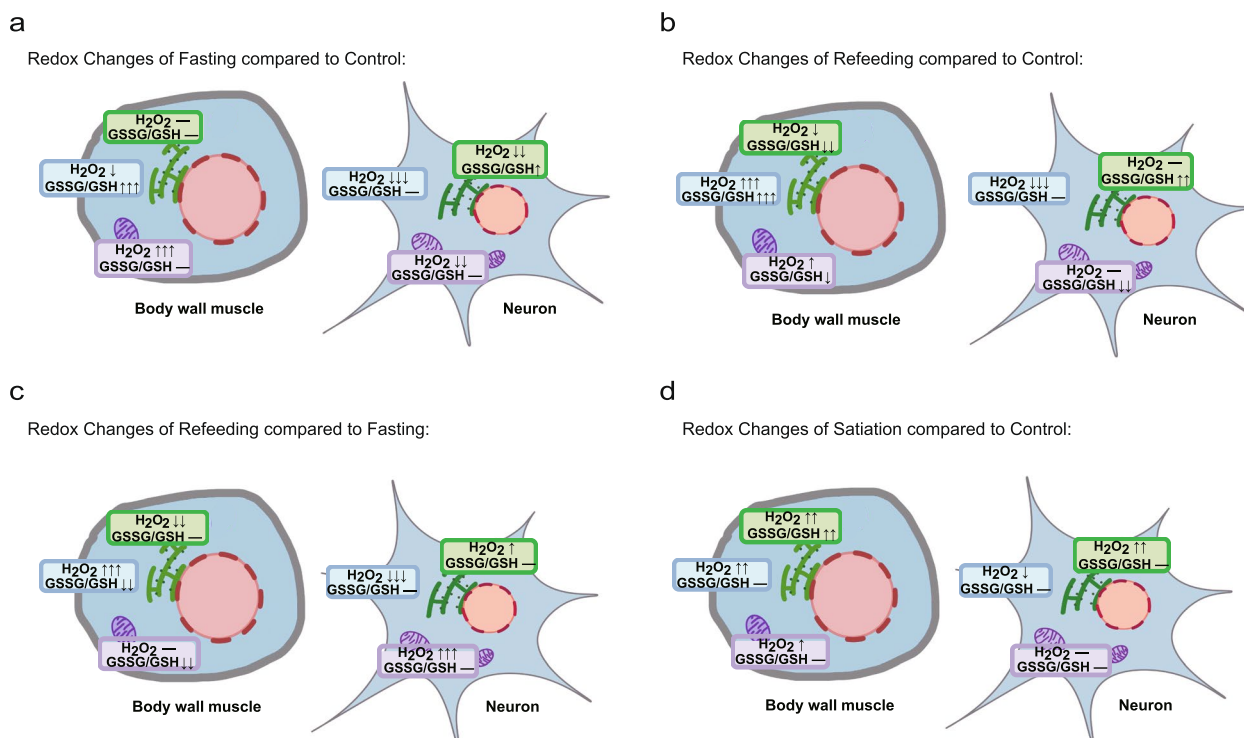 a
Redox Changes of Fasting compared to Control:
H2O2 —
GSSG/GSH —
H2O2 ↓
GSSG/GSH ↑↑↑
H2O2 ↑↑↑
GSSG/GSH —
Body wall muscle
H2O2 ↓↓
GSSG/GSH↑
H2O2 ↓↓↓
GSSG/GSH —
H2O2 ↓↓
GSSG/GSH —
Neuron
b
Redox Changes of Refeeding compared to Control:
H2O2 ↓
GSSG/GSH ↓↓
H2O2 ↑↑↑
GSSG/GSH ↑↑↑
H2O2 ↑
GSSG/GSH ↓
Body wall muscle
H2O2 —
GSSG/GSH ↑↑
H2O2 ↓↓↓
GSSG/GSH —
H2O2 —
GSSG/GSH ↓↓
Neuron
c
Redox Changes of Refeeding compared to Fasting:
H2O2 ↓↓
GSSG/GSH —
H2O2 ↑↑↑
GSSG/GSH ↓↓
H2O2 —
GSSG/GSH ↓↓
Body wall muscle
H2O2 ↑
GSSG/GSH —
H2O2 ↓↓↓
GSSG/GSH —
H2O2 ↑↑↑
GSSG/GSH —
Neuron
d
Redox Changes of Satiation compared to Control:
H2O2 ↑↑
GSSG/GSH ↑↑
H2O2 ↑↑
GSSG/GSH —
H2O2 ↑
GSSG/GSH —
Body wall muscle
H2O2 ↑↑
GSSG/GSH —
H2O2 ↓
GSSG/GSH —
H2O2 —
GSSG/GSH —
Neuron